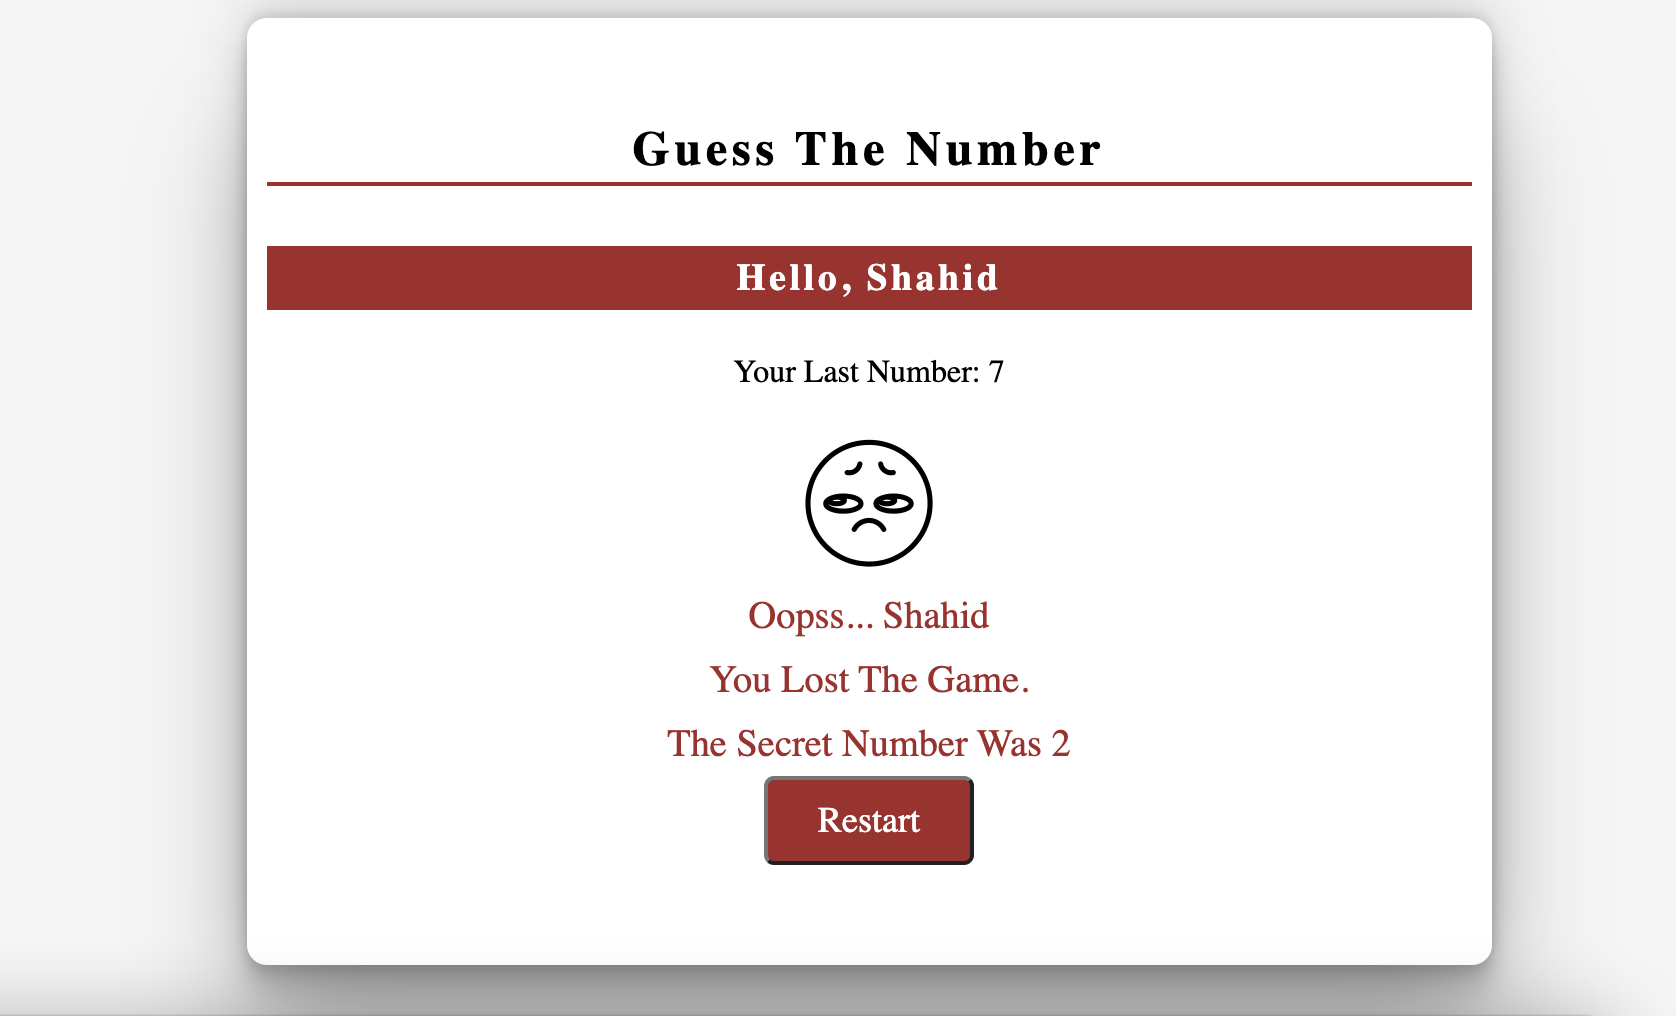 Guess The Number
Hello, Shahid
Your Last Number: 7
Oopss... Shahid
You Lost The Game.
The Secret Number Was 2
Restart